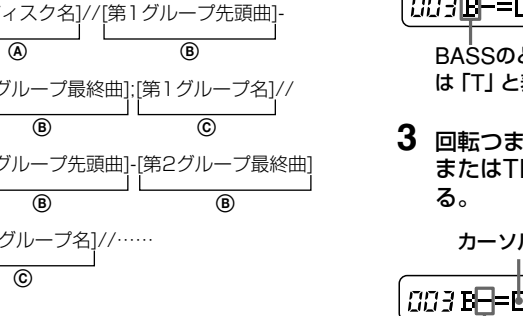 ィスク名]//[第1グループ先頭曲]-
Ⓐ Ⓑ
グループ最終曲];[第1グループ名]//
Ⓑ Ⓒ
グループ先頭曲]-[第2グループ最終曲]
Ⓑ Ⓑ
グループ名]//……
Ⓒ
003 B-=
BASSのと
は「T」と
3 回転つま
またはT
る。
カーソル
003 B-=